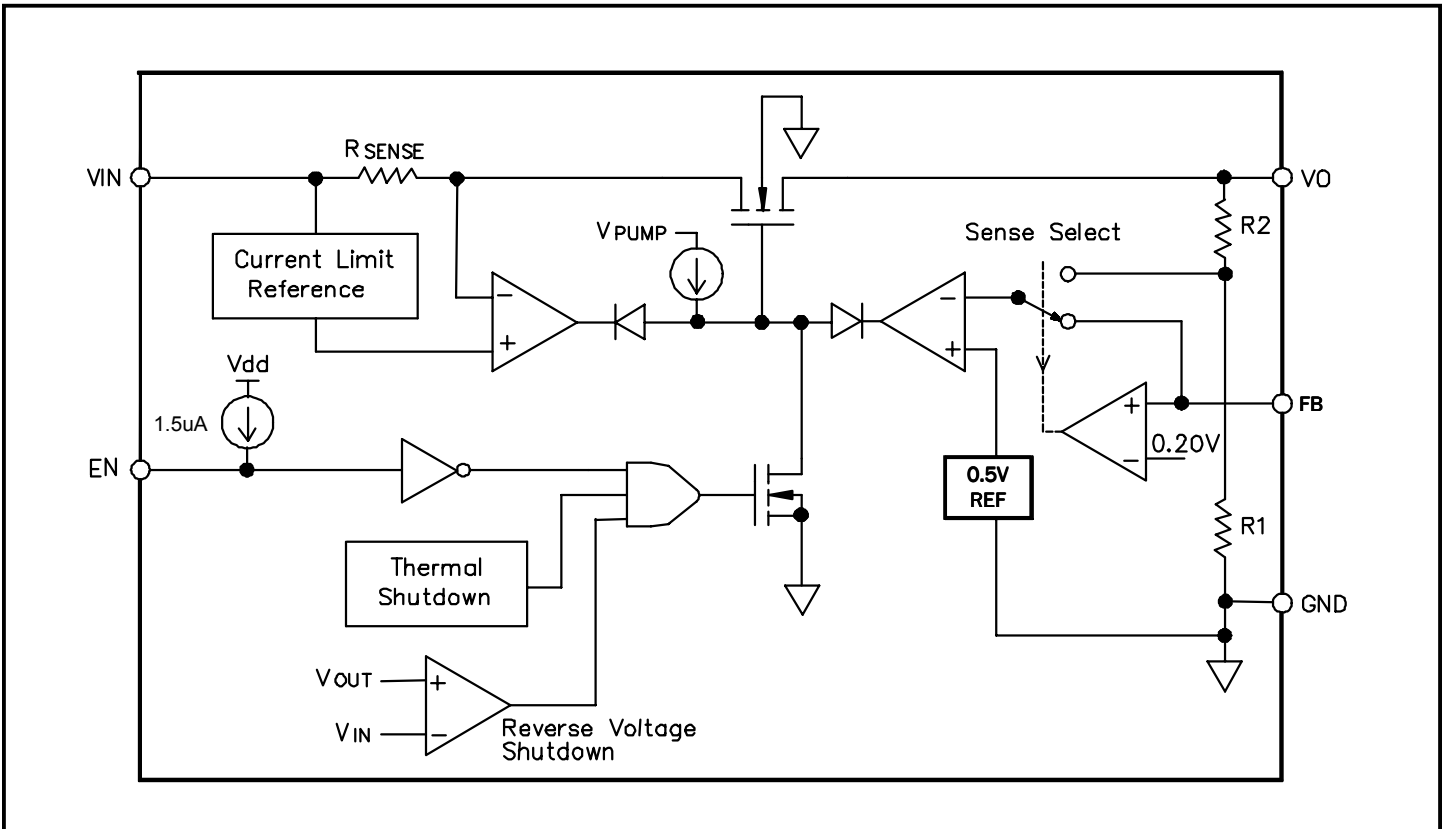 RSENSE
VIN
VO
VPUMP
Sense Select
R2
Current Limit
Reference
−
+
−
+
Vdd
1.5uA
EN
FB
+
0.20V
−
0.5V
REF
R1
Thermal
Shutdown
GND
VOUT
+
VIN
−
Reverse Voltage
Shutdown